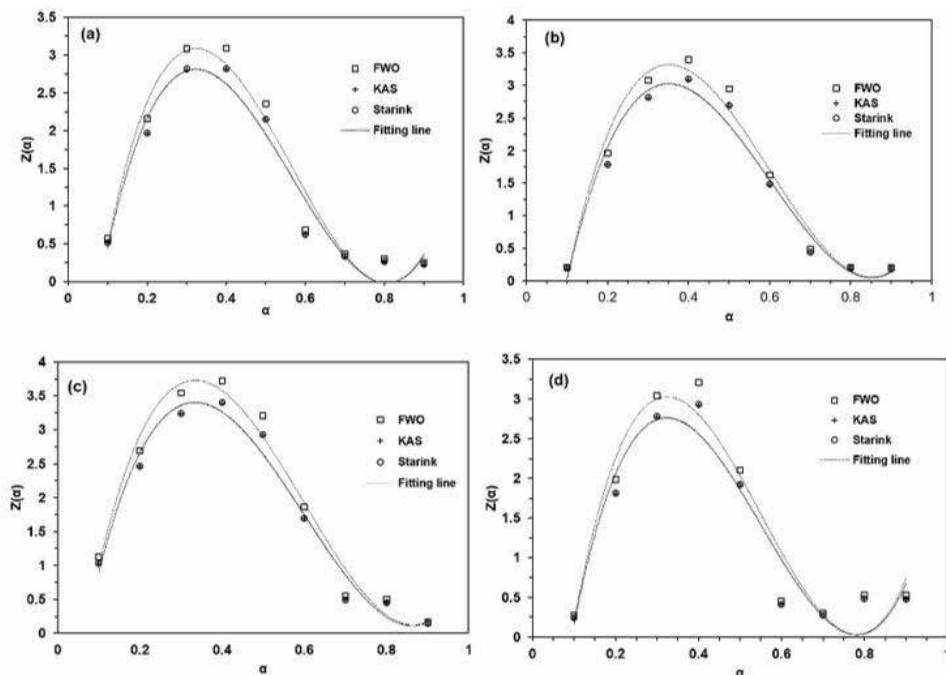 (a)
3.5
3
2.5
2
1.5
1
0.5
0
Z(α)
0 0.2 0.4 0.6 0.8 1
α
FWO
KAS
Starink
Fitting line
(b)
4
3.5
3
2.5
2
1.5
1
0.5
0
Z(α)
0 0.2 0.4 0.6 0.8 1
α
FWO
KAS
Starink
Fitting line
(c)
4
3.5
3
2.5
2
1.5
1
0.5
0
Z(α)
0 0.2 0.4 0.6 0.8 1
α
FWO
KAS
Starink
Fitting line
(d)
3.5
3
2.5
2
1.5
1
0.5
0
Z(α)
0 0.2 0.4 0.6 0.8 1
α
FWO
KAS
Starink
Fitting line